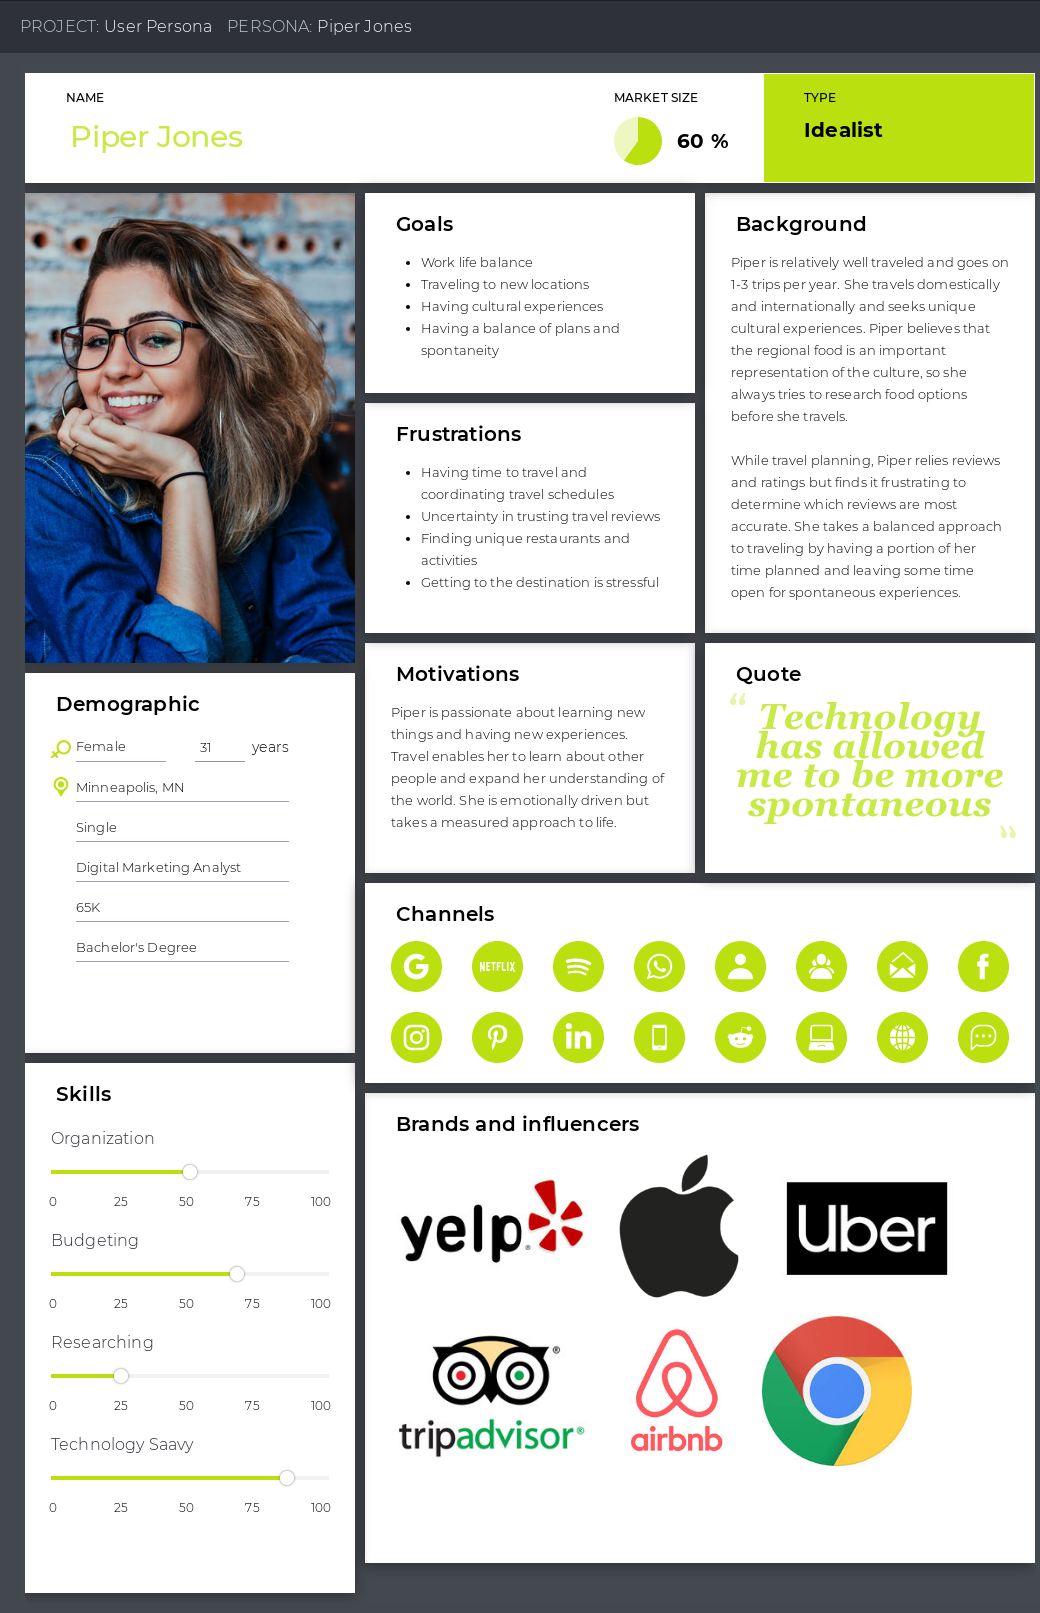 PROJECT: User Persona PERSONA: Piper Jones
NAME
Piper Jones
MARKET SIZE
60 %
TYPE
Idealist
Goals
Work life balance
Traveling to new locations
Having cultural experiences
Having a balance of plans and
spontaneity
Frustrations
Having time to travel and
coordinating travel schedules
Uncertainty in trusting travel reviews
Finding unique restaurants and
activities
Getting to the destination is stressful
Background
Piper is relatively well traveled and goes on
1-3 trips per year. She travels domestically
and internationally and seeks unique
cultural experiences. Piper believes that
the regional food is an important
representation of the culture, so she
always tries to research food options
before she travels.
While travel planning, Piper relies reviews
and ratings but finds it frustrating to
determine which reviews are most
accurate. She takes a balanced approach
to traveling by having a portion of her
time planned and leaving some time
open for spontaneous experiences.
Demographic
Female 31 years
Minneapolis, MN
Single
Digital Marketing Analyst
65K
Bachelor's Degree
Motivations
Piper is passionate about learning new
things and having new experiences.
Travel enables her to learn about other
people and expand her understanding of
the world. She is emotionally driven but
takes a measured approach to life.
Quote
“Technology
has allowed
me to be more
spontaneous”
Channels
G NETFLIX f
in
Skills
Organization
0 25 50 75 100
Budgeting
0 25 50 75 100
Researching
0 25 50 75 100
Technology Saavy
0 25 50 75 100
Brands and influencers
yelp®
Uber
tripadvisor®
airbnb